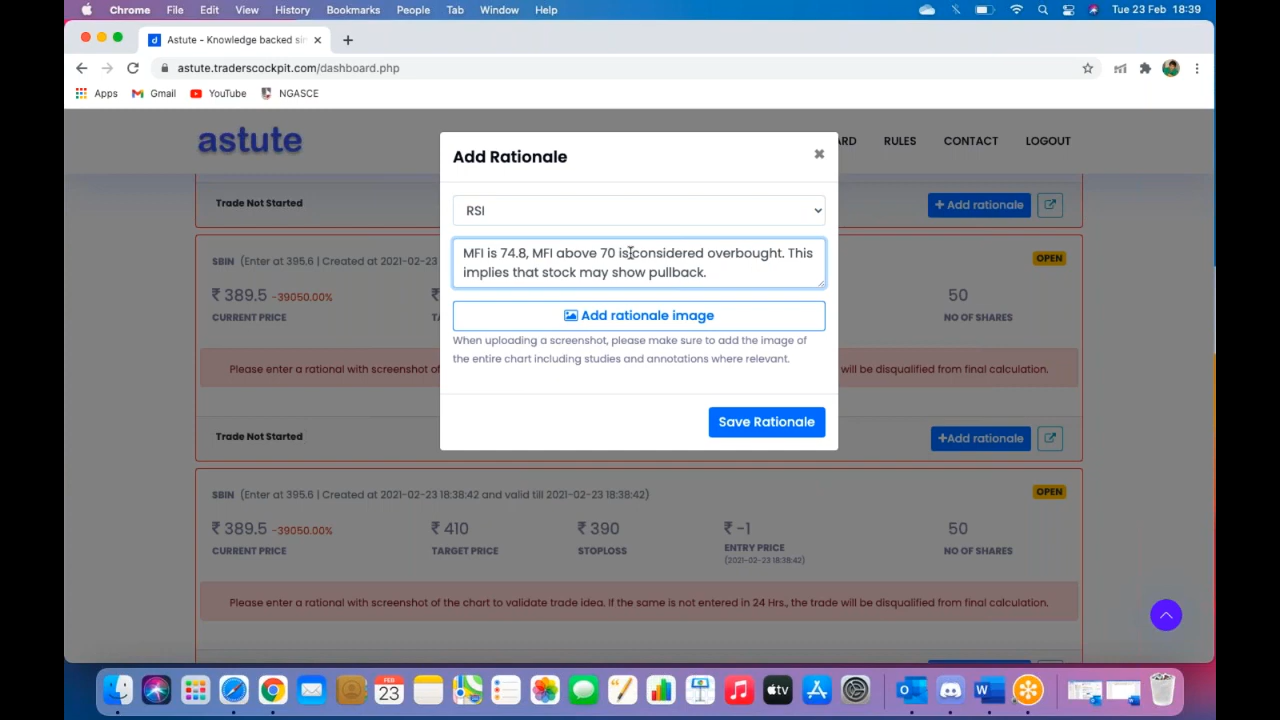 Chrome File Edit View History Bookmarks People Tab Window Help Tue 23 Feb 18:39
Astute - Knowledge backed sin
astute.traderscockpit.com/dashboard.php
Apps Gmail YouTube NGASCE
astute RULES CONTACT LOGOUT
Add Rationale
Trade Not Started + Add rationale
RSI
MFI is 74.8, MFI above 70 is considered overbought. This
implies that stock may show pullback.
SBIN (Enter at 395.6 | Created at 2021-02-23 OPEN
₹ 389.5 -39050.00% 50
CURRENT PRICE NO OF SHARES
Add rationale image
When uploading a screenshot, please make sure to add the image of
the entire chart including studies and annotations where relevant.
Please enter a rational with screenshot of will be disqualified from final calculation.
Save Rationale
Trade Not Started +Add rationale
SBIN (Enter at 395.6 | Created at 2021-02-23 18:38:42 and valid till 2021-02-23 18:38:42) OPEN
₹ 389.5 -39050.00% ₹ 410 ₹ 390 ₹ -1 50
CURRENT PRICE TARGET PRICE STOPLOSS ENTRY PRICE NO OF SHARES
(2021-02-23 18:38:42)
Please enter a rational with screenshot of the chart to validate trade idea. If the same is not entered in 24 Hrs., the trade will be disqualified from final calculation.
FEB
23
tv